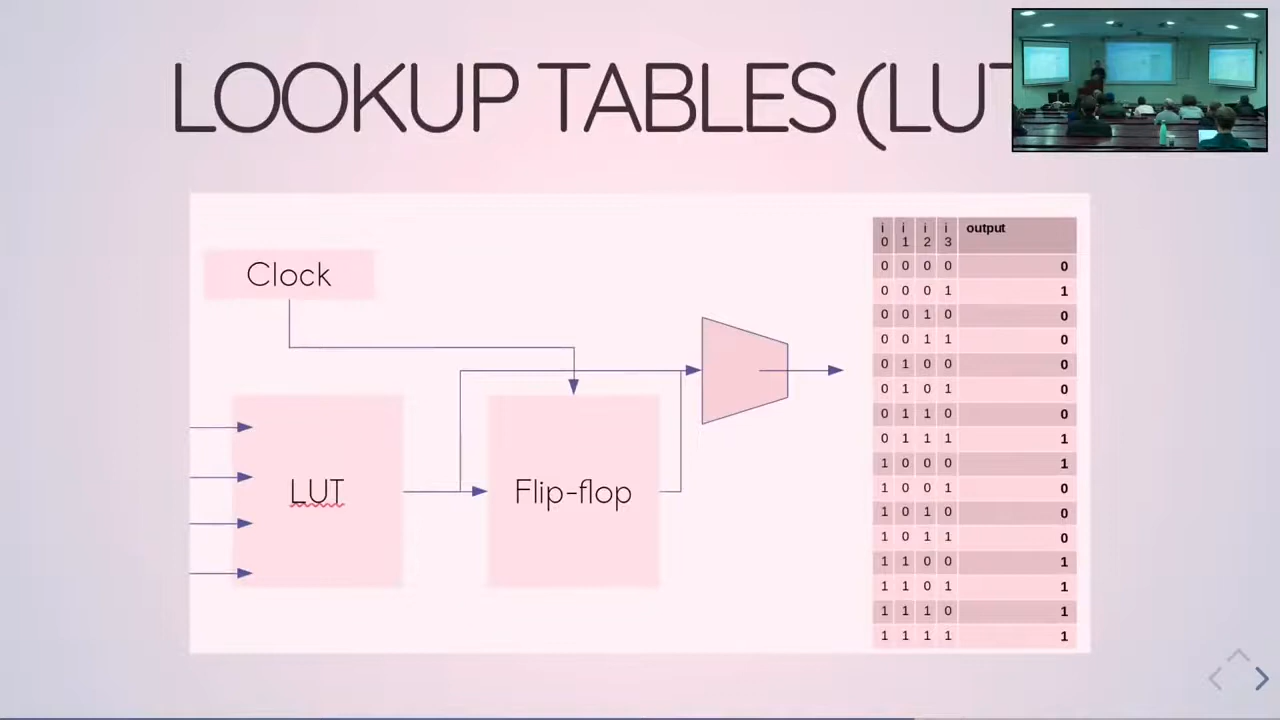 LOOKUP TABLES (LUT
Clock
LUT
Flip-flop
i0 i1 i2 i3 output
0 0 0 0 0
0 0 0 1 1
0 0 1 0 0
0 0 1 1 0
0 1 0 0 0
0 1 0 1 0
0 1 1 0 0
0 1 1 1 1
1 0 0 0 1
1 0 0 1 0
1 0 1 0 0
1 0 1 1 0
1 1 0 0 1
1 1 0 1 1
1 1 1 0 1
1 1 1 1 1